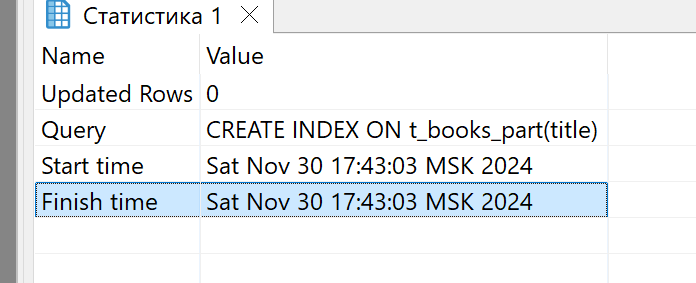 Статистика 1
Name Value
Updated Rows 0
Query CREATE INDEX ON t_books_part(title)
Start time Sat Nov 30 17:43:03 MSK 2024
Finish time Sat Nov 30 17:43:03 MSK 2024